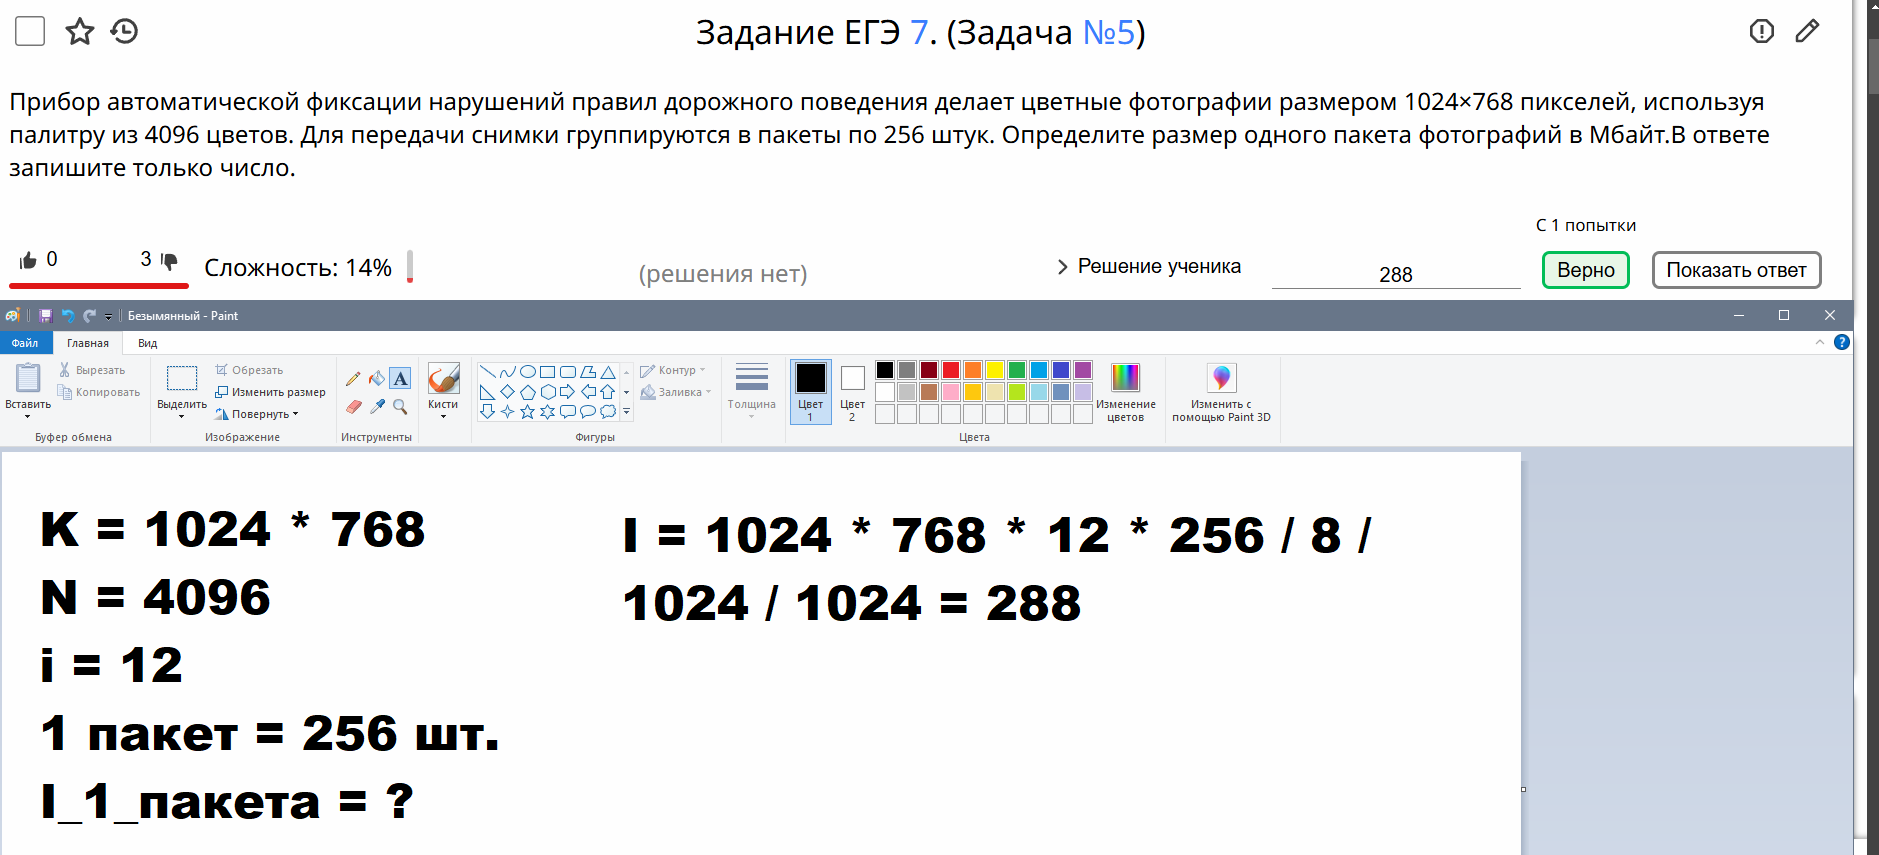 Задание ЕГЭ 7. (Задача №5)
Прибор автоматической фиксации нарушений правил дорожного поведения делает цветные фотографии размером 1024×768 пикселей, используя
палитру из 4096 цветов. Для передачи снимки группируются в пакеты по 256 штук. Определите размер одного пакета фотографий в Мбайт.В ответе
запишите только число.
С 1 попытки
0 3 Сложность: 14% (решения нет) Решение ученика 288 Верно Показать ответ
Безымянный - Paint
Файл Главная Вид
Вставить
Вырезать
Копировать
Буфер обмена
Выделить
Обрезать
Изменить размер
Повернуть
Изображение
Инструменты
Кисти
Контур
Заливка
Фигуры
Толщина
Цвет
1
Цвет
2
Изменение
цветов
Цвета
Изменить с
помощью Paint 3D
K = 1024 * 768
N = 4096
i = 12
1 пакет = 256 шт.
I_1_пакета = ?
I = 1024 * 768 * 12 * 256 / 8 /
1024 / 1024 = 288